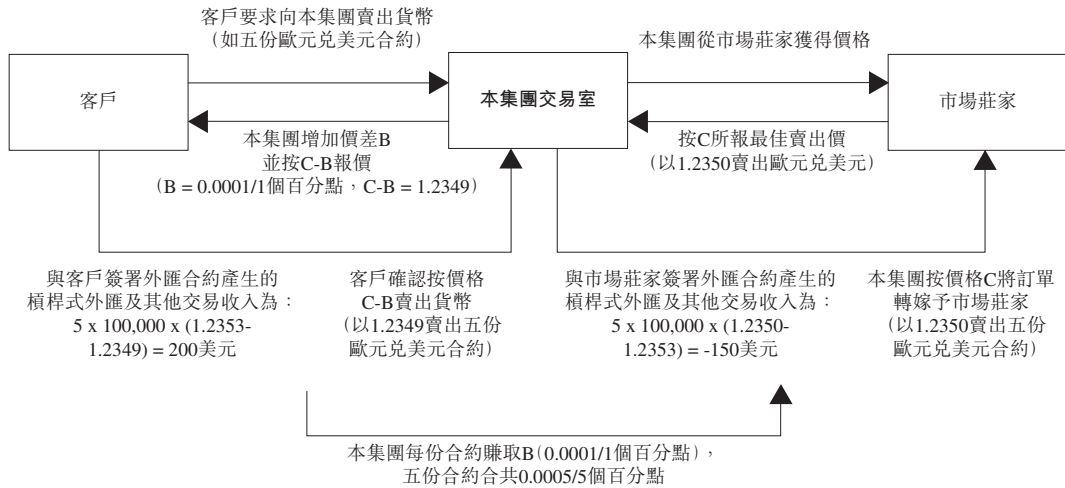 客戶要求向本集團賣出貨幣
(如五份歐元兌美元合約)
本集團從市場莊家獲得價格
客戶
本集團交易室
市場莊家
本集團增加價差B
並按C-B報價
(B = 0.0001/1個百分點,C-B = 1.2349)
按C所報最佳賣出價
(以1.2350賣出歐元兌美元)
與客戶簽署外匯合約產生的
槓桿式外匯及其他交易收入為:
5 x 100,000 x (1.2353-
1.2349) = 200美元
客戶確認按價格
C-B賣出貨幣
(以1.2349賣出五份
歐元兌美元合約)
與市場莊家簽署外匯合約產生的
槓桿式外匯及其他交易收入為:
5 x 100,000 x (1.2350-
1.2353) = -150美元
本集團按價格C將訂單
轉嫁予市場莊家
(以1.2350賣出五份
歐元兌美元合約)
本集團每份合約賺取B(0.0001/1個百分點),
五份合約合共0.0005/5個百分點